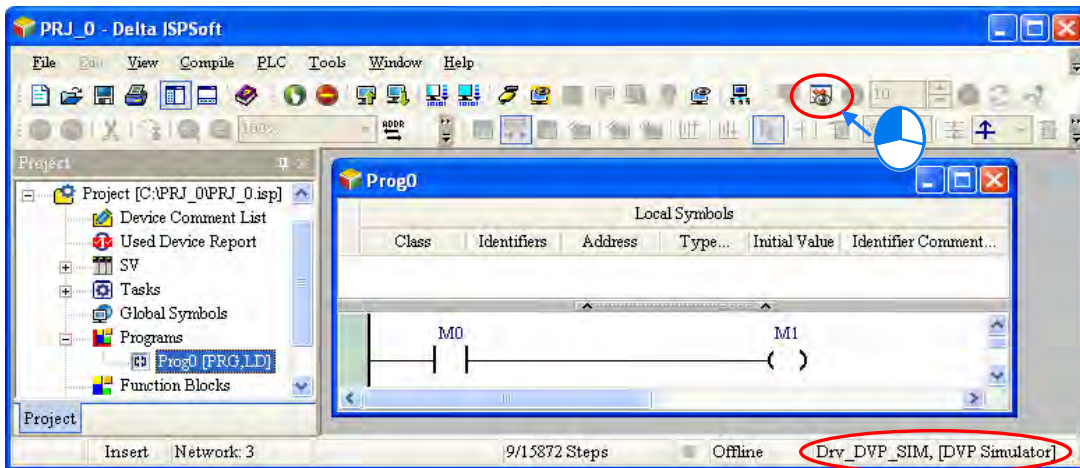 PRJ_0 - Delta ISPSoft
File Edit View Compile PLC Tools Window Help
10
100% ADDR
Project
Project [C:\PRJ_0\PRJ_0.isp]
Device Comment List
Used Device Report
SV
Tasks
Global Symbols
Programs
Prog0 [PRG,LD]
Function Blocks
Project
Prog0
Local Symbols
Class Identifiers Address Type... Initial Value Identifier Comment...
M0 M1
Insert Network: 3 9/15872 Steps Offline Drv_DVP_SIM, [DVP Simulator]